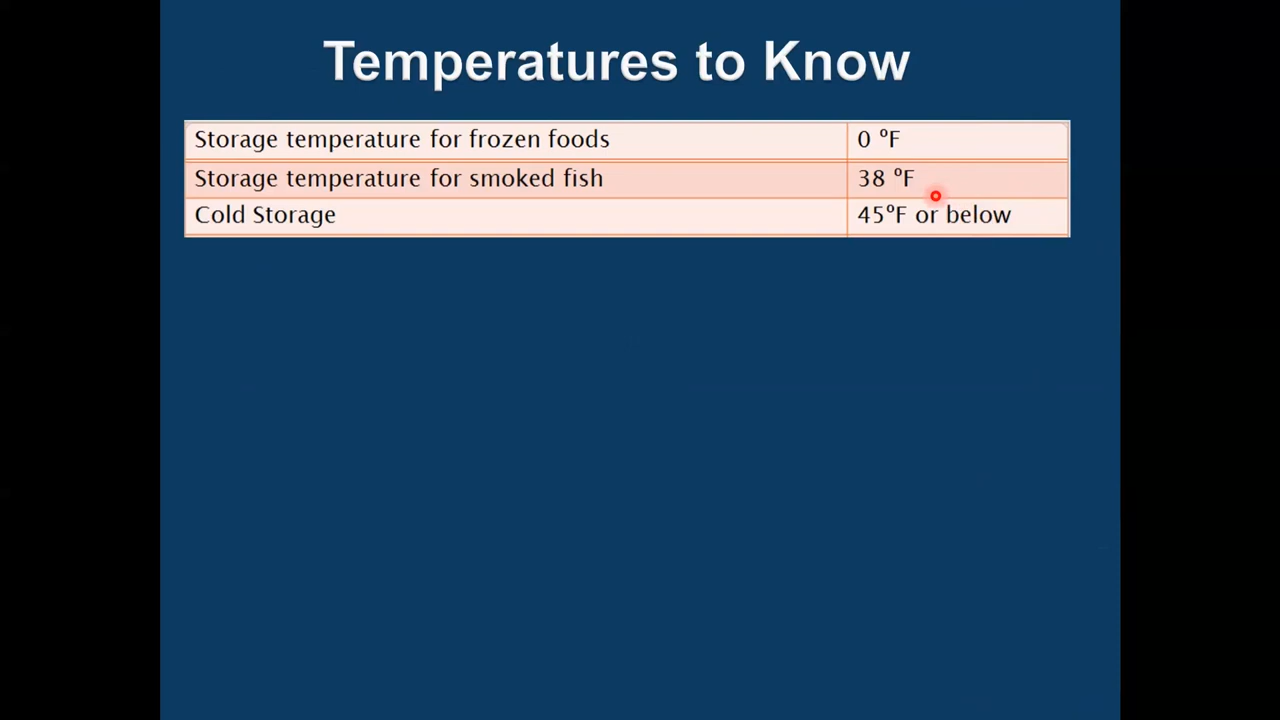 Temperatures to Know
Storage temperature for frozen foods 0 ºF
Storage temperature for smoked fish 38 ºF
Cold Storage 45ºF or below